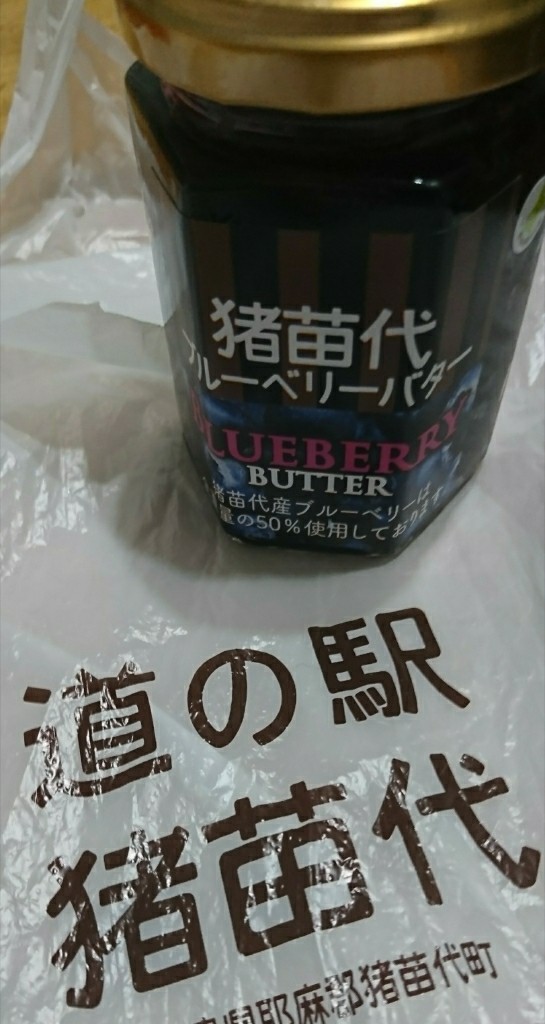 猪苗代
ブルーベリーバター
BLUEBERRY
BUTTER
猪苗代産ブルーベリーは
量の50%使用しております
道の駅
猪苗代
県耶麻郡猪苗代町